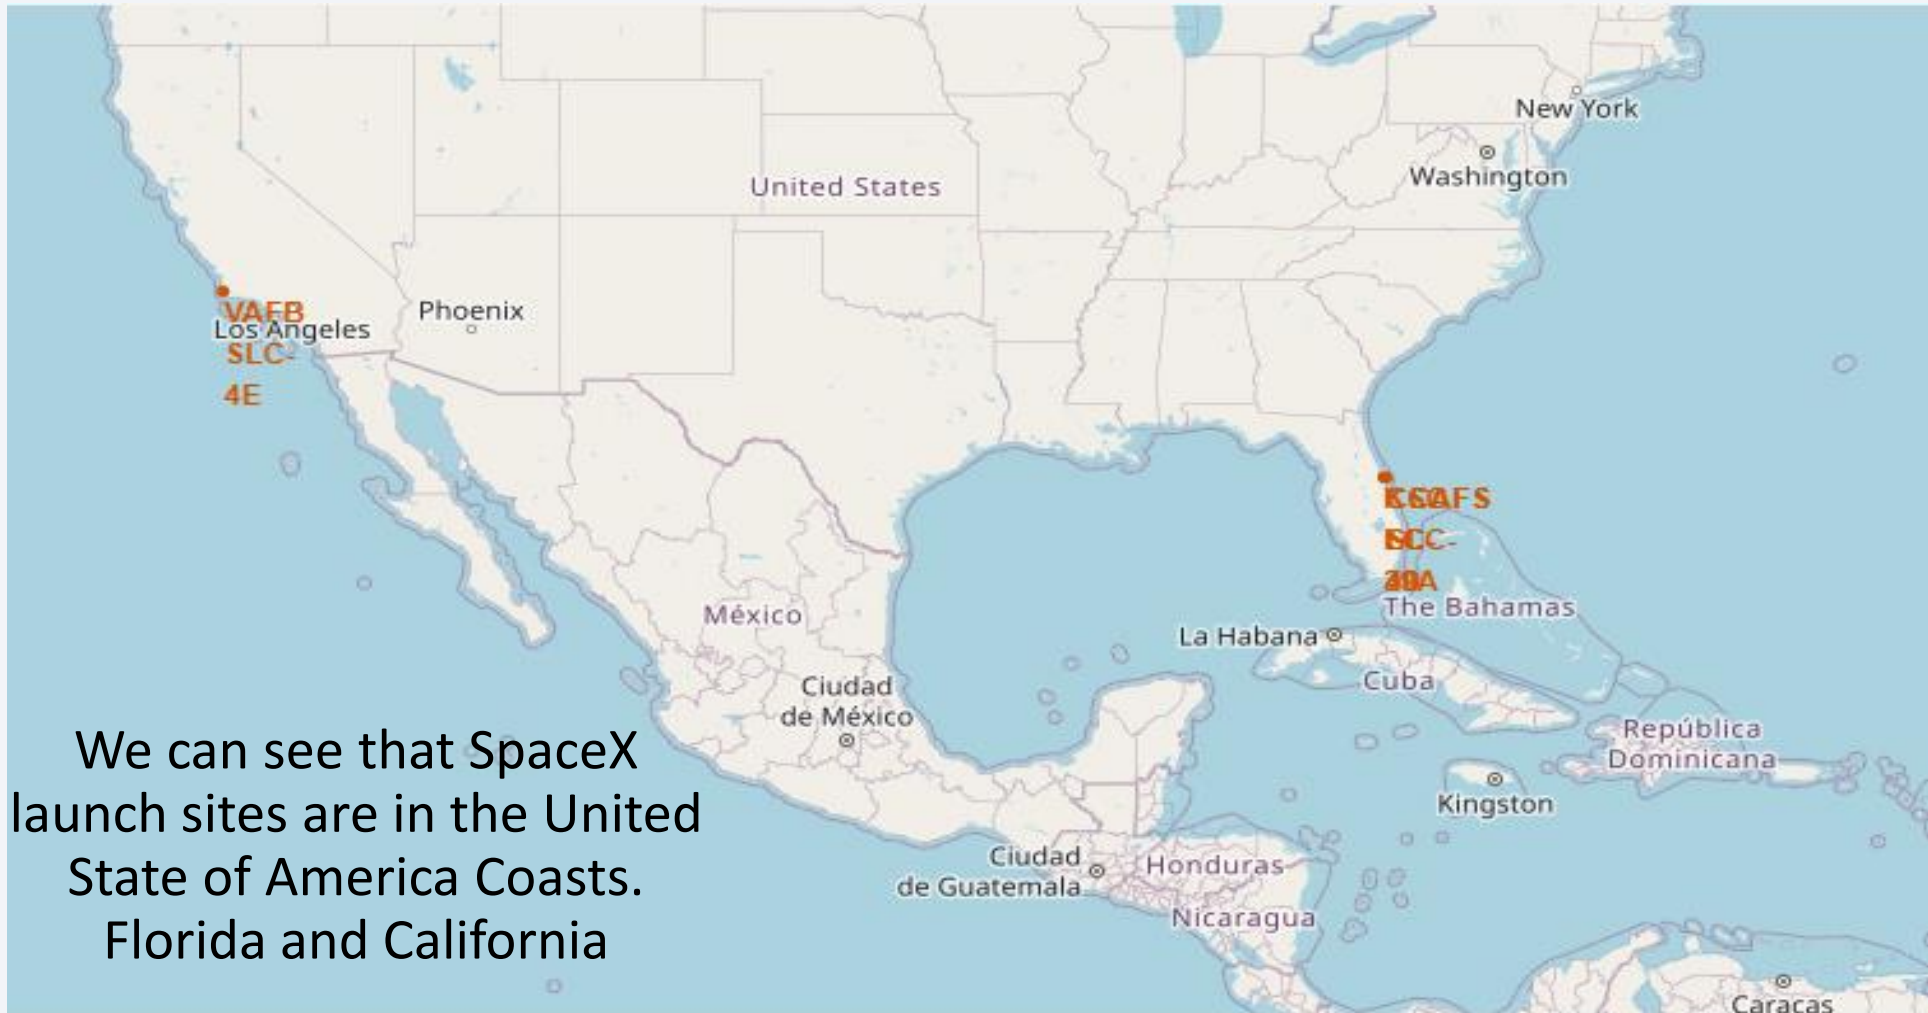 New York
Washington
United States
VAFB
Los Angeles
SLC-
4E
Phoenix
The Bahamas
La Habana
Cuba
México
Ciudad
de México
República
Dominicana
Kingston
Ciudad
de Guatemala
Honduras
Nicaragua
Caracas
We can see that SpaceX
launch sites are in the United
State of America Coasts.
Florida and California